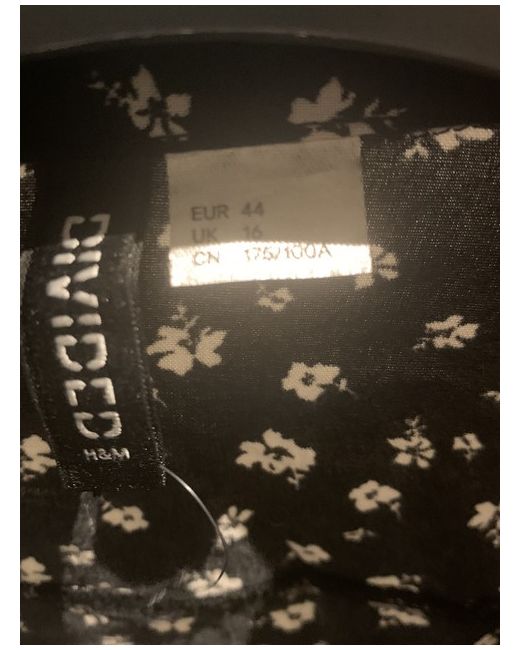 EUR 44
UK 16
CN 175/100A
DIVIDED
H&M